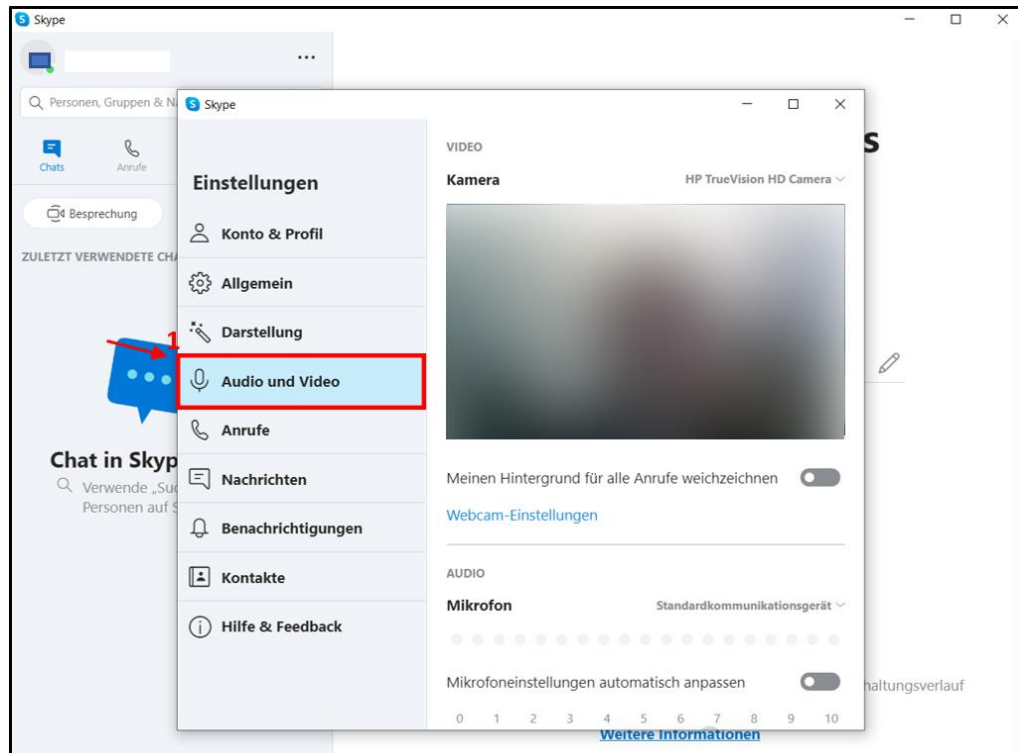 Skype
Personen, Gruppen & N
Chats
Anrufe
Besprechung
ZULETZT VERWENDETE CHA
Chat in Skyp
Verwende „Suc
Personen auf S
1
Skype
Einstellungen
Konto & Profil
Allgemein
Darstellung
Audio und Video
Anrufe
Nachrichten
Benachrichtigungen
Kontakte
Hilfe & Feedback
VIDEO
Kamera HP TrueVision HD Camera
Meinen Hintergrund für alle Anrufe weichzeichnen
Webcam-Einstellungen
AUDIO
Mikrofon Standardkommunikationsgerät
Mikrofoneinstellungen automatisch anpassen
0 1 2 3 4 5 6 7 8 9 10
s
haltungsverlauf
Weitere Informationen